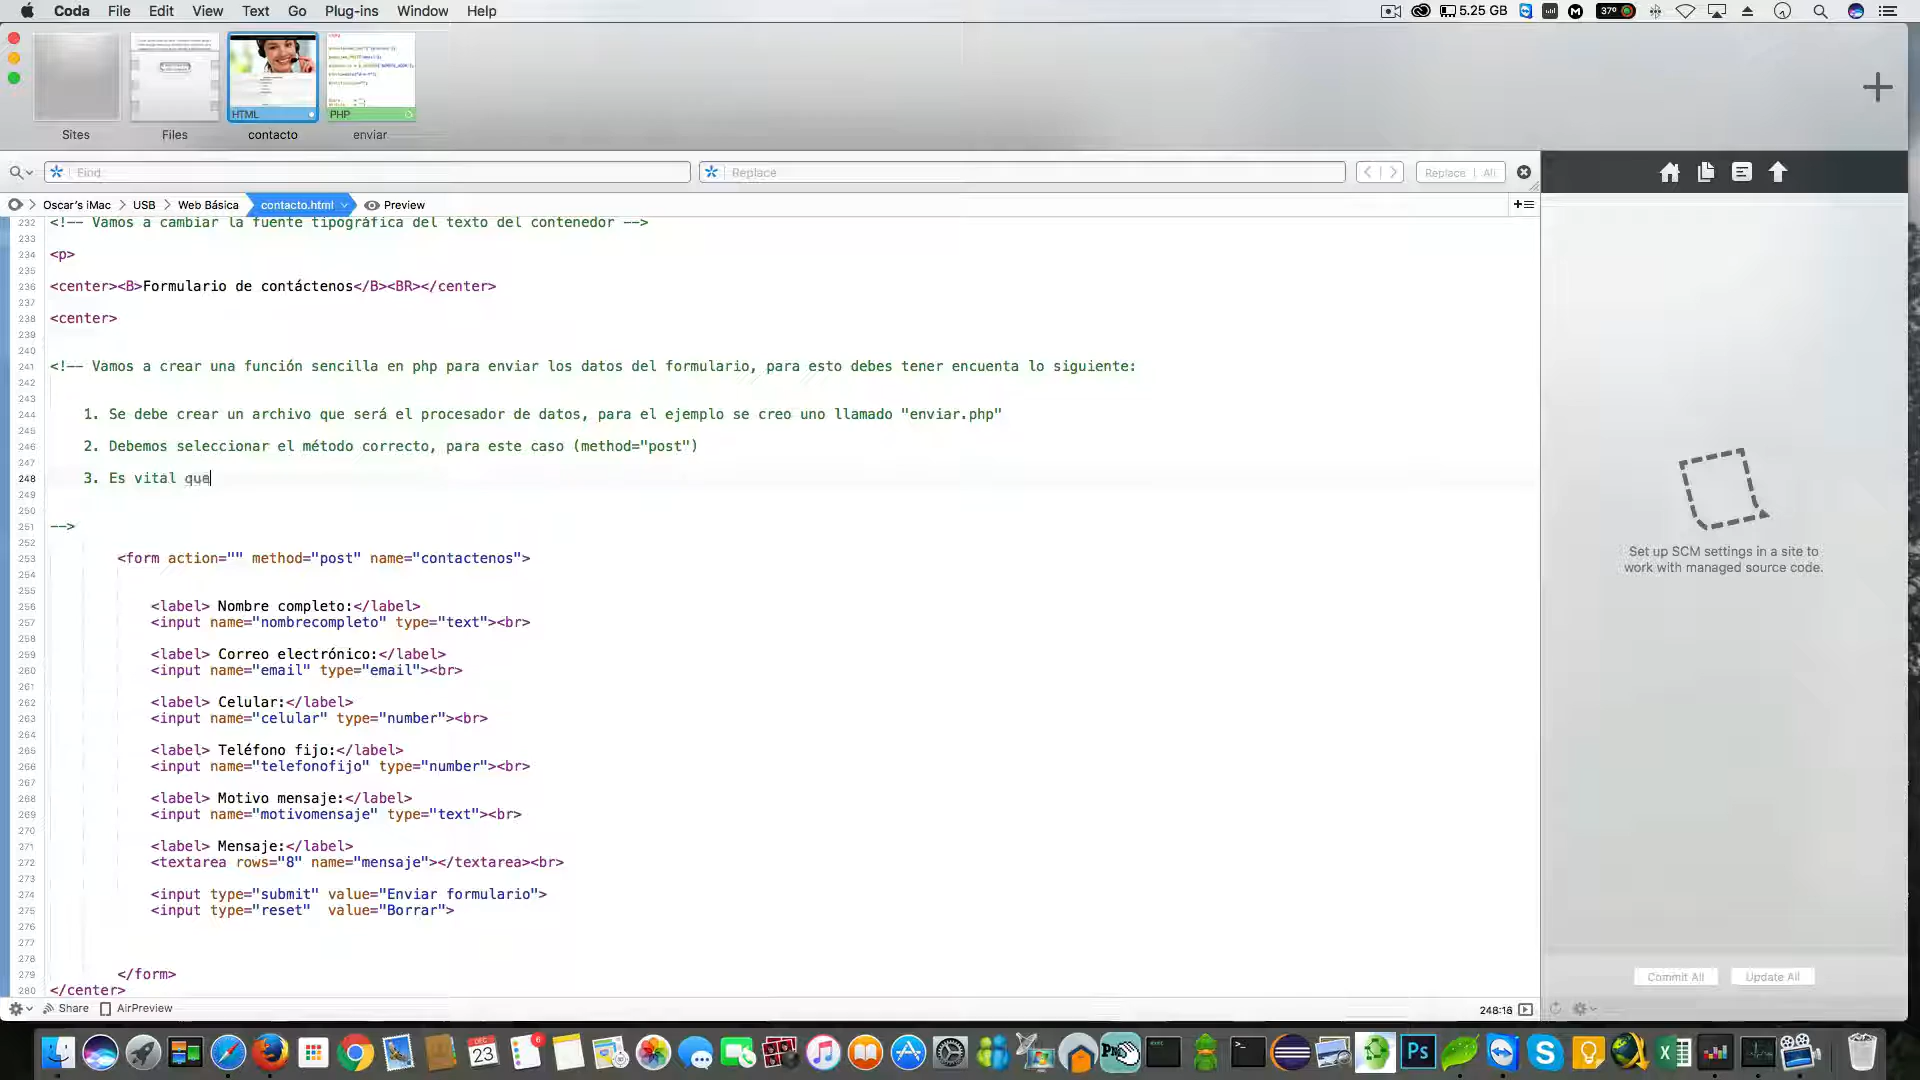 Coda File Edit View Text Go Plug-ins Window Help 5.25 GB 37°
HTML PHP
Sites Files contacto enviar
Find Replace Replace All
Oscar's iMac USB Web Básica contacto.html Preview
232 <!-- Vamos a cambiar la fuente tipográfica del texto del contenedor -->
233
234 <p>
235
236 <center><B>Formulario de contáctenos</B><BR></center>
237
238 <center>
239
240
241 <!-- Vamos a crear una función sencilla en php para enviar los datos del formulario, para esto debes tener encuenta lo siguiente:
242
243
244 1. Se debe crear un archivo que será el procesador de datos, para el ejemplo se creo uno llamado "enviar.php"
245
246 2. Debemos seleccionar el método correcto, para este caso (method="post")
247
248 3. Es vital que
249
250
251 -->
252
253 <form action="" method="post" name="contactenos">
254
255
256 <label> Nombre completo:</label>
257 <input name="nombrecompleto" type="text"><br>
258
259 <label> Correo electrónico:</label>
260 <input name="email" type="email"><br>
261
262 <label> Celular:</label>
263 <input name="celular" type="number"><br>
264
265 <label> Teléfono fijo:</label>
266 <input name="telefonofijo" type="number"><br>
267
268 <label> Motivo mensaje:</label>
269 <input name="motivomensaje" type="text"><br>
270
271 <label> Mensaje:</label>
272 <textarea rows="8" name="mensaje"></textarea><br>
273
274 <input type="submit" value="Enviar formulario">
275 <input type="reset" value="Borrar">
276
277
278
279 </form>
280 </center>
Set up SCM settings in a site to
work with managed source code.
Commit All Update All
Share AirPreview 248:16
DEC
23
6
Ps